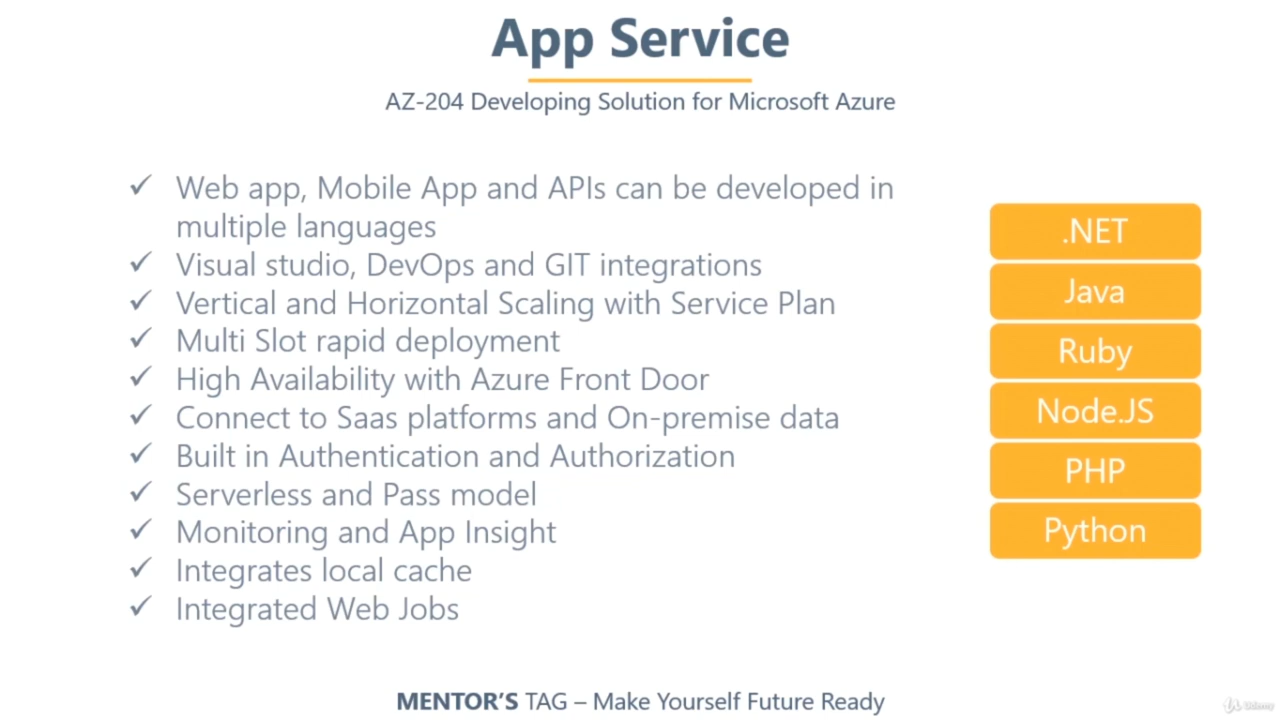 App Service
AZ-204 Developing Solution for Microsoft Azure
✓ Web app, Mobile App and APIs can be developed in
multiple languages
✓ Visual studio, DevOps and GIT integrations
✓ Vertical and Horizontal Scaling with Service Plan
✓ Multi Slot rapid deployment
✓ High Availability with Azure Front Door
✓ Connect to Saas platforms and On-premise data
✓ Built in Authentication and Authorization
✓ Serverless and Pass model
✓ Monitoring and App Insight
✓ Integrates local cache
✓ Integrated Web Jobs
.NET
Java
Ruby
Node.JS
PHP
Python
MENTOR'S TAG – Make Yourself Future Ready
Udemy